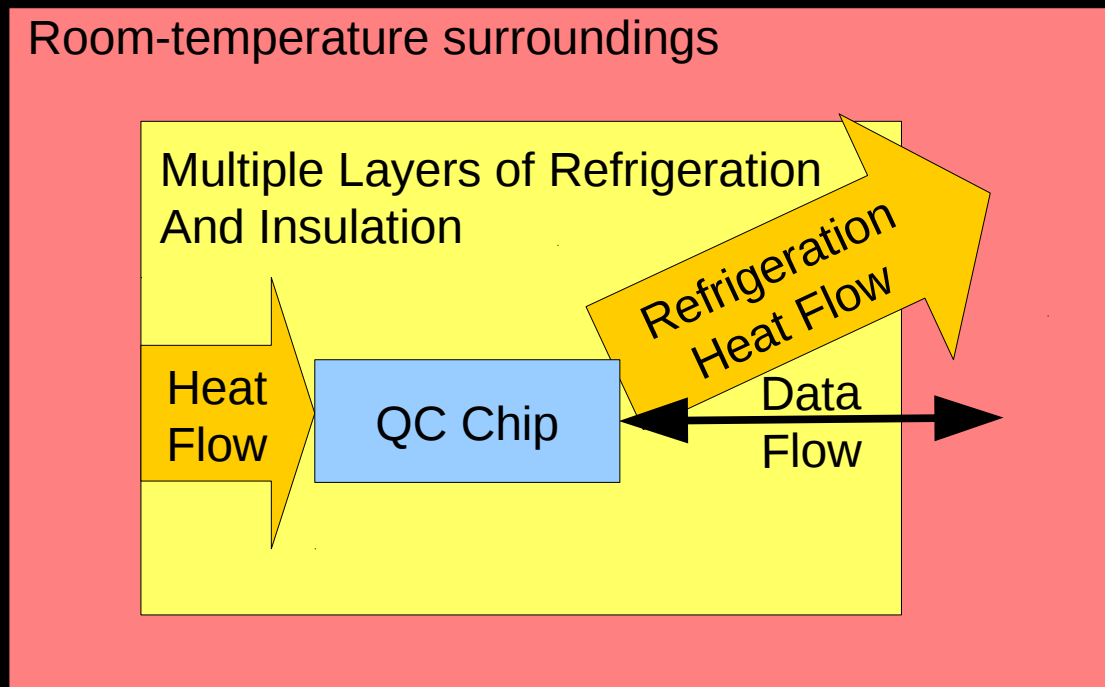 Room-temperature surroundings
Multiple Layers of Refrigeration
And Insulation
Refrigeration
Heat Flow
Heat
Flow
QC Chip
Data
Flow